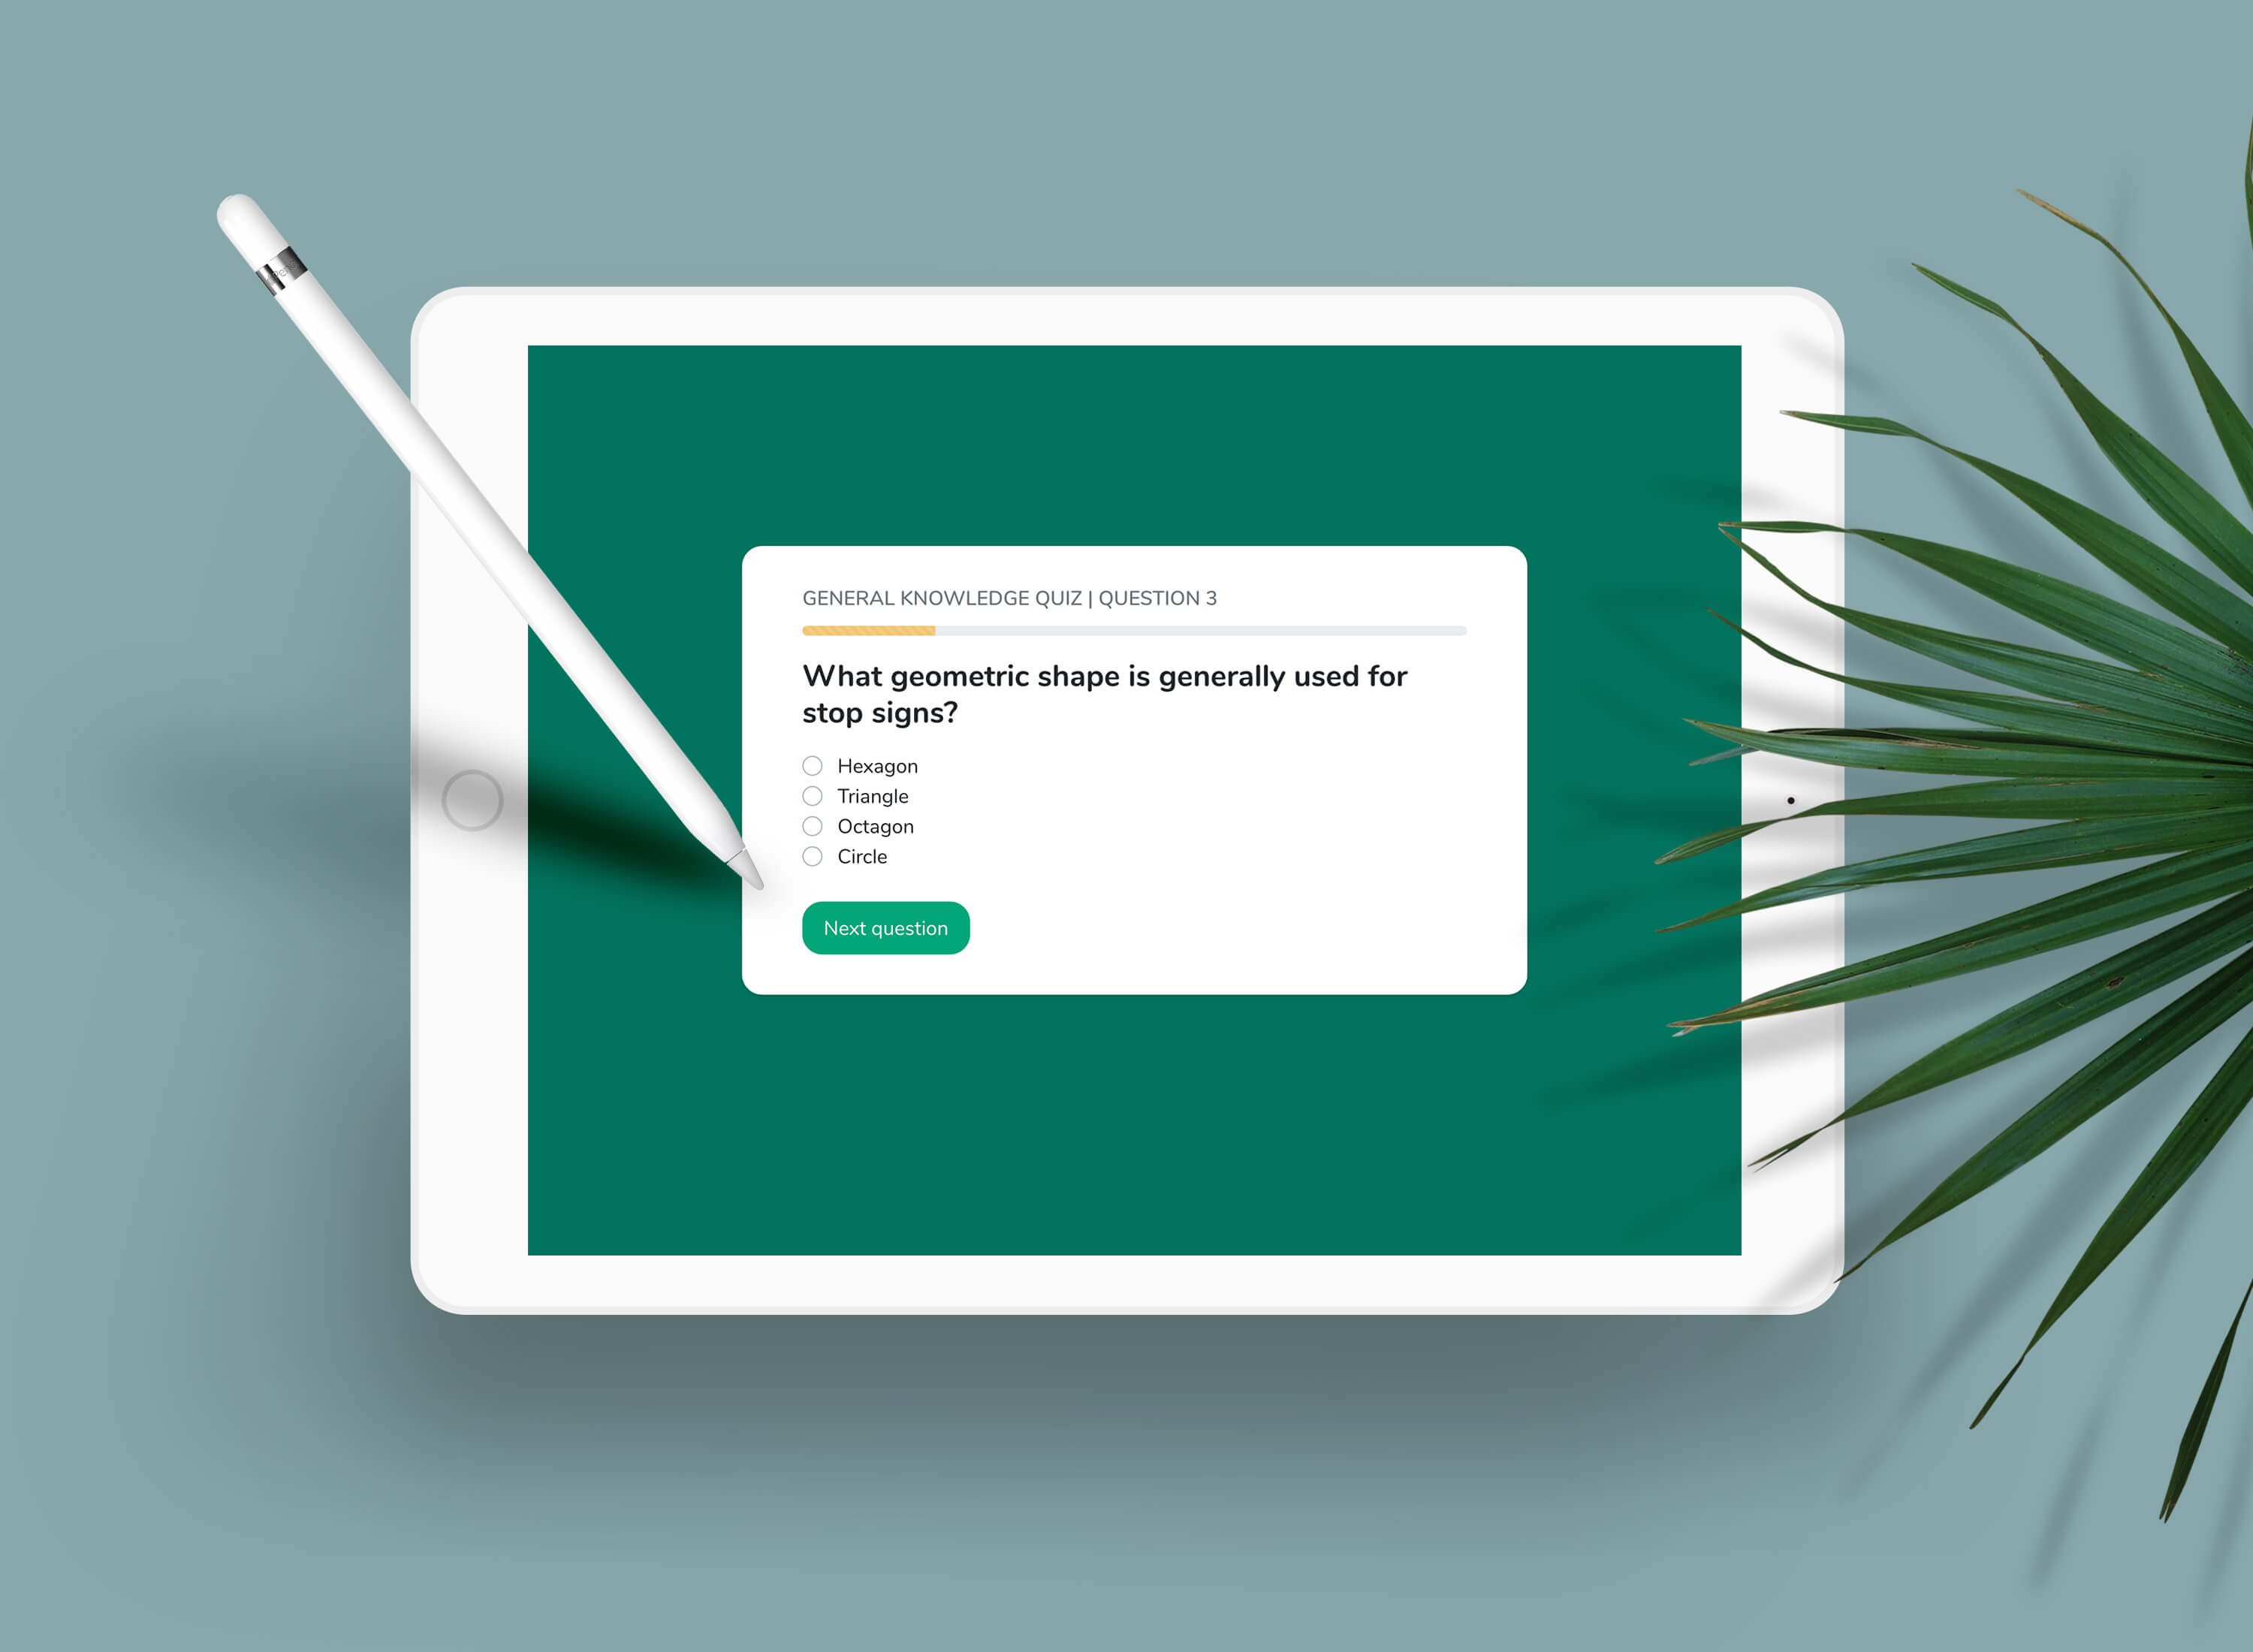 GENERAL KNOWLEDGE QUIZ | QUESTION 3
What geometric shape is generally used for
stop signs?
Hexagon
Triangle
Octagon
Circle
Next question